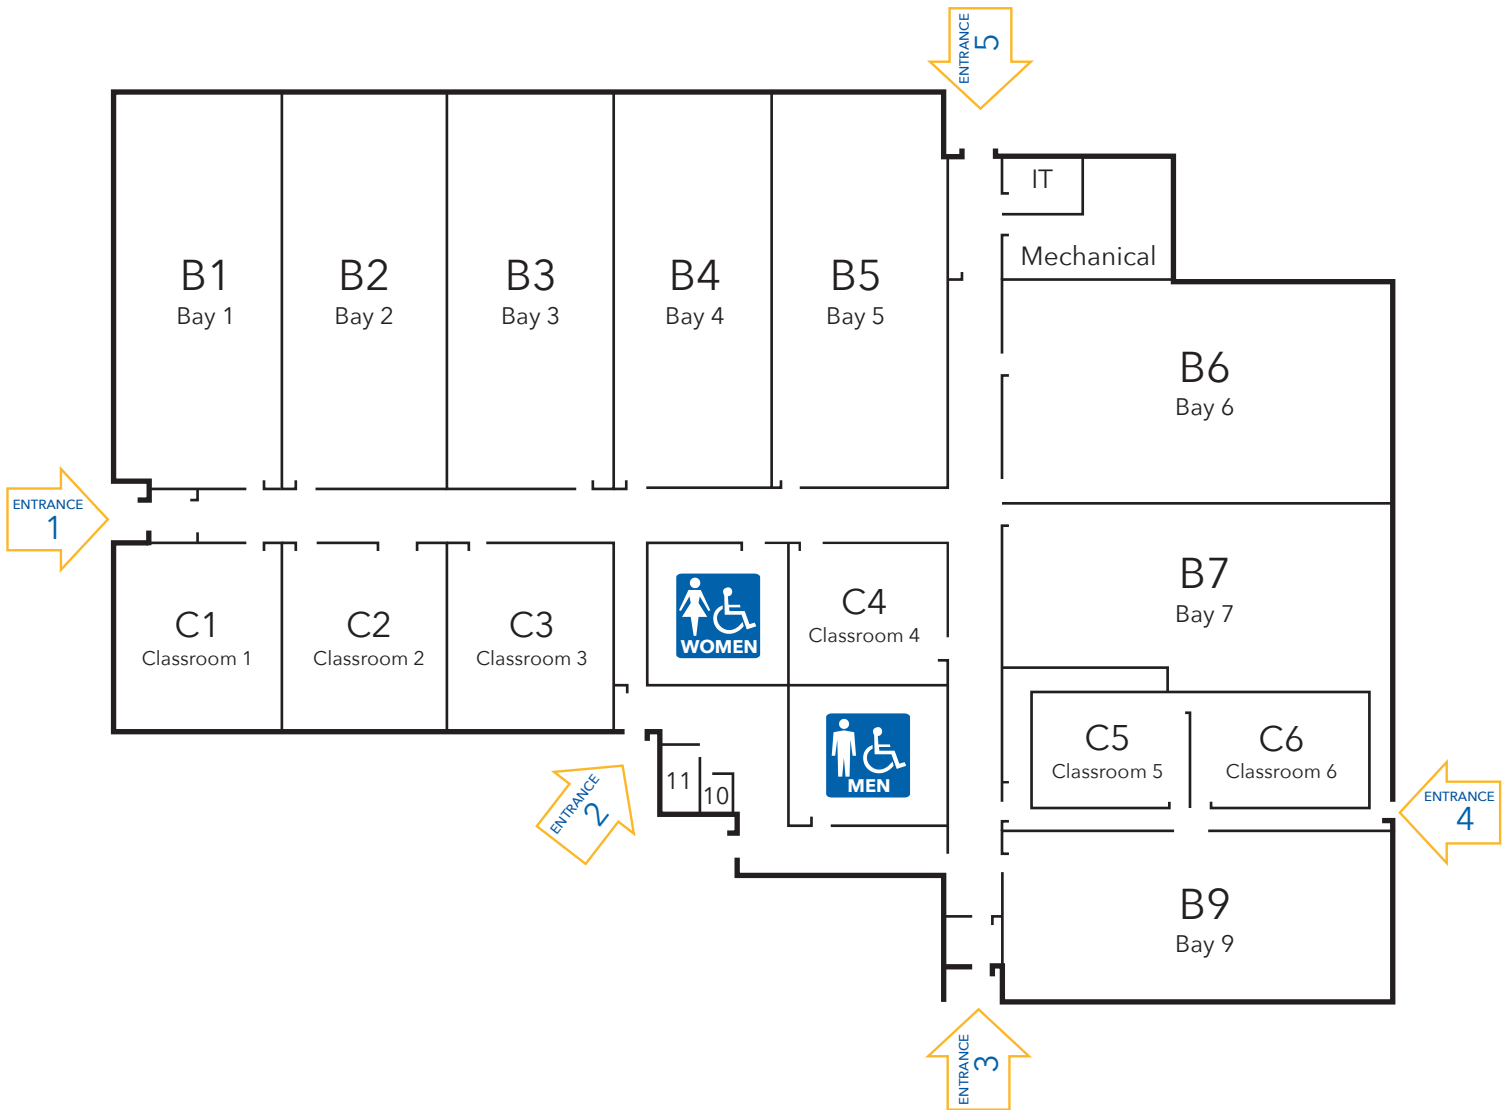 ENTRANCE
5
IT
Mechanical
B1
Bay 1
B2
Bay 2
B3
Bay 3
B4
Bay 4
B5
Bay 5
B6
Bay 6
ENTRANCE
1
B7
Bay 7
C1
Classroom 1
C2
Classroom 2
C3
Classroom 3
WOMEN
C4
Classroom 4
MEN
C5
Classroom 5
C6
Classroom 6
11
10
ENTRANCE
2
ENTRANCE
4
B9
Bay 9
ENTRANCE
3